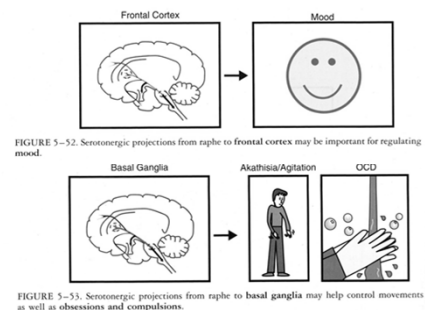 Frontal Cortex
Mood
FIGURE 5–52. Serotonergic projections from raphe to frontal cortex may be important for regulating
mood.
Basal Ganglia
Akathisia/Agitation
OCD
FIGURE 5–53. Serotonergic projections from raphe to basal ganglia may help control movements
as well as obsessions and compulsions.